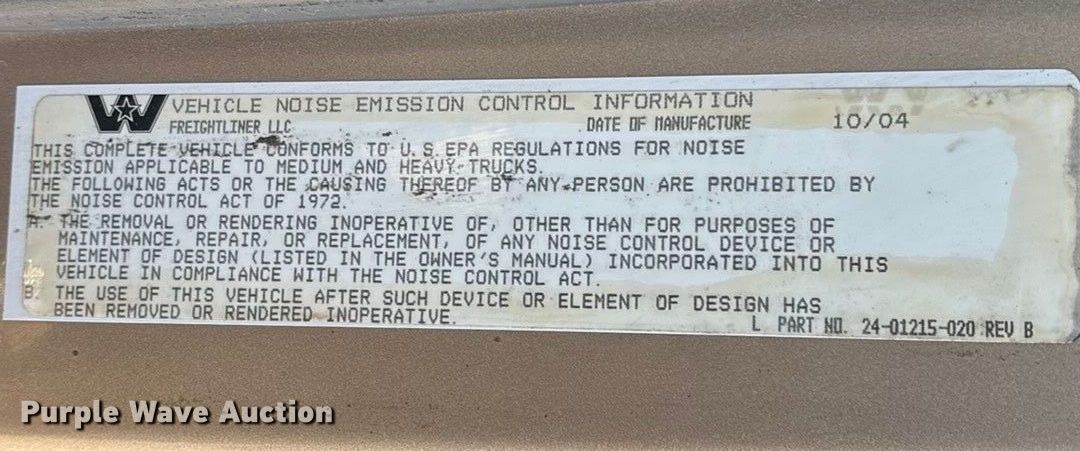 W VEHICLE NOISE EMISSION CONTROL INFORMATION
FREIGHTLINER LLC DATE OF MANUFACTURE 10/04
THIS COMPLETE VEHICLE CONFORMS TO U.S.EPA REGULATIONS FOR NOISE
EMISSION APPLICABLE TO MEDIUM AND HEAVY TRUCKS.
THE FOLLOWING ACTS OR THE CAUSING THEREOF BY ANY PERSON ARE PROHIBITED BY
THE NOISE CONTROL ACT OF 1972.
A. THE REMOVAL OR RENDERING INOPERATIVE OF, OTHER THAN FOR PURPOSES OF
MAINTENANCE, REPAIR, OR REPLACEMENT, OF ANY NOISE CONTROL DEVICE OR
ELEMENT OF DESIGN (LISTED IN THE OWNER'S MANUAL) INCORPORATED INTO THIS
VEHICLE IN COMPLIANCE WITH THE NOISE CONTROL ACT.
B. THE USE OF THIS VEHICLE AFTER SUCH DEVICE OR ELEMENT OF DESIGN HAS
BEEN REMOVED OR RENDERED INOPERATIVE.
L PART NO. 24-01215-020 REV B
Purple Wave Auction